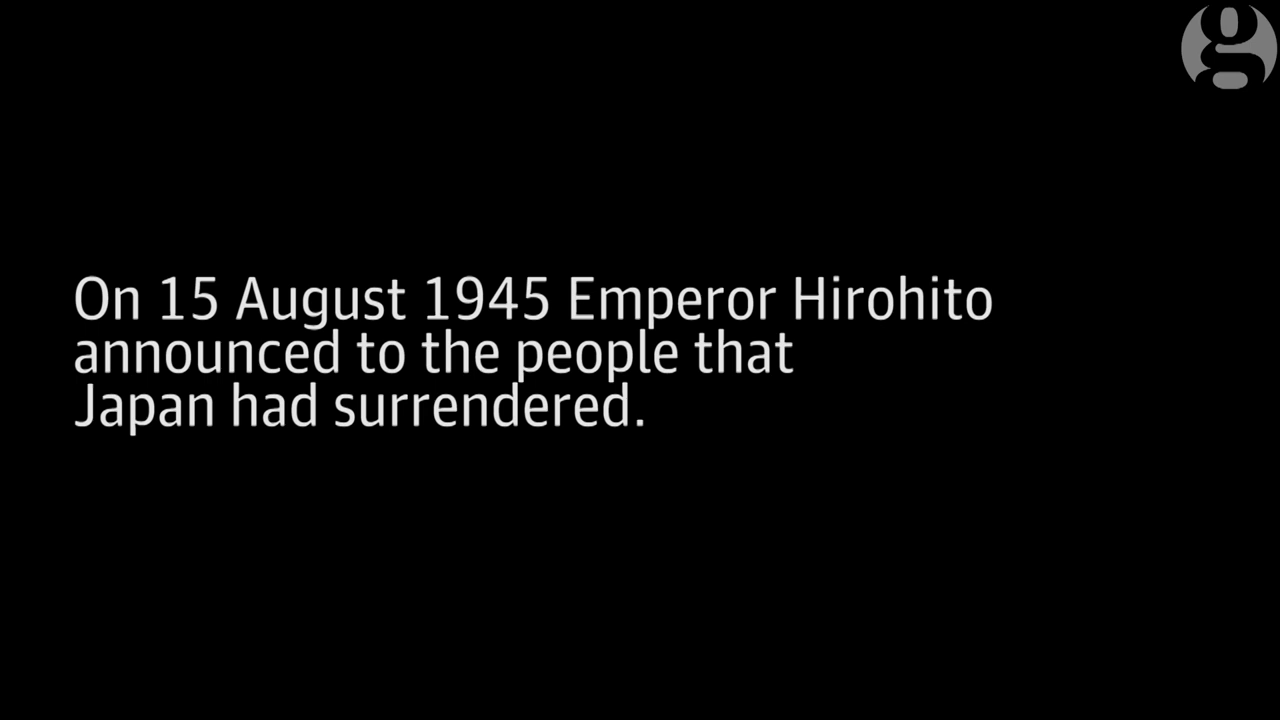 g
On 15 August 1945 Emperor Hirohito
announced to the people that
Japan had surrendered.